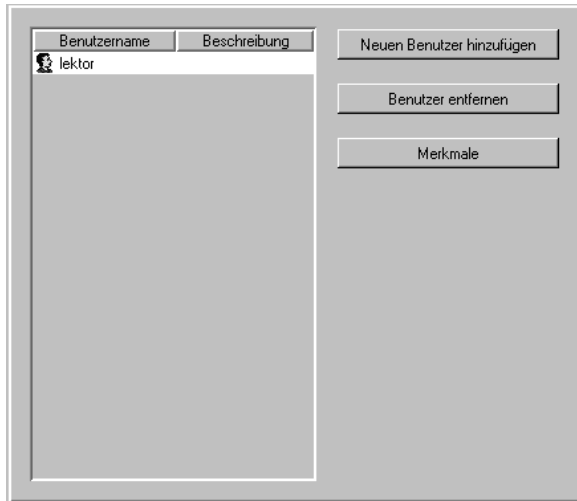 Benutzername Beschreibung
lektor
Neuen Benutzer hinzufügen
Benutzer entfernen
Merkmale